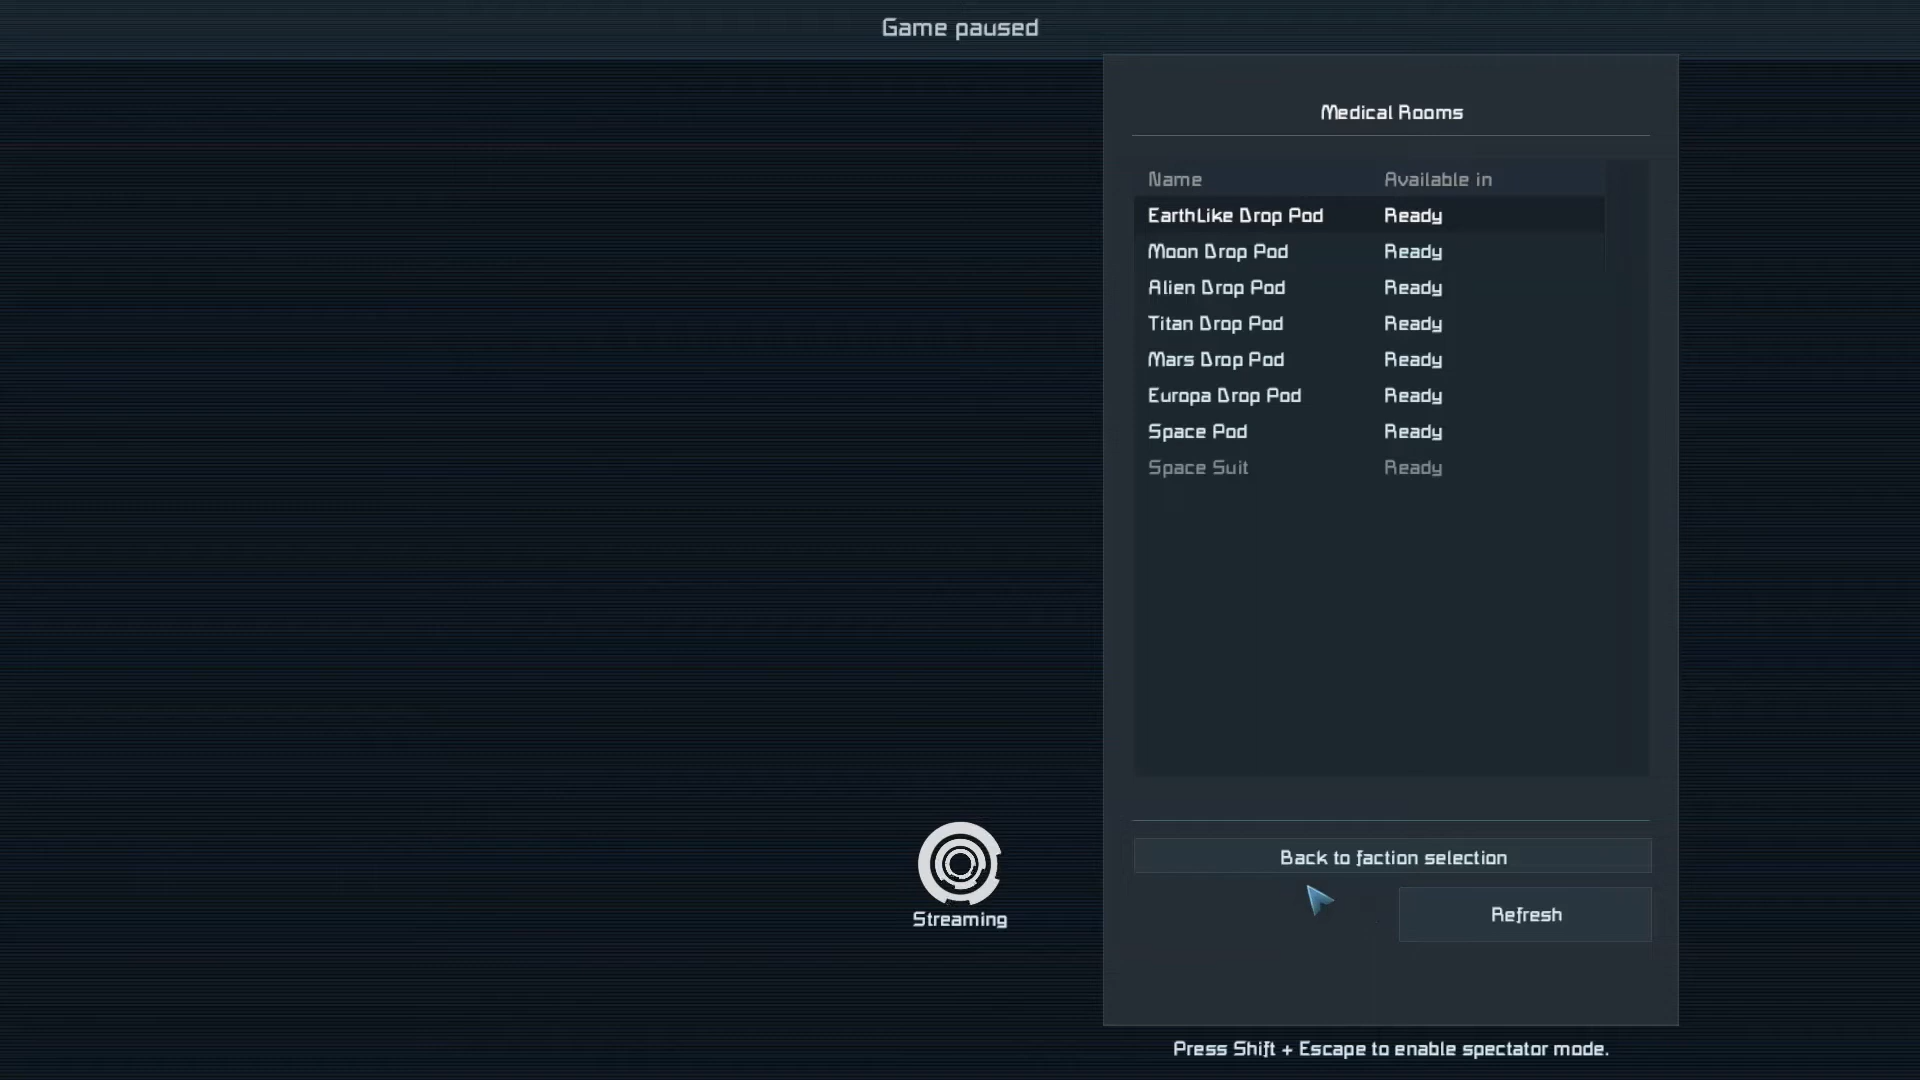 Game paused
Medical Rooms
Name Available in
EarthLike Drop Pod Ready
Moon Drop Pod Ready
Alien Drop Pod Ready
Titan Drop Pod Ready
Mars Drop Pod Ready
Europa Drop Pod Ready
Space Pod Ready
Space Suit Ready
Back to faction selection
Refresh
Streaming
Press Shift + Escape to enable spectator mode.